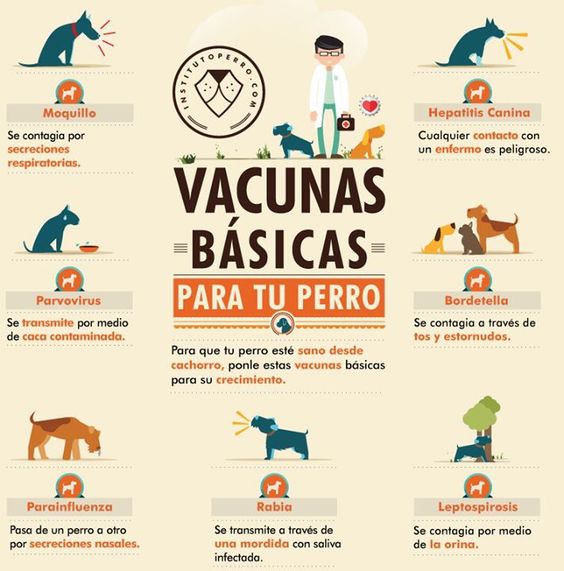 INSTITUTOPERRO.COM
VACUNAS
BÁSICAS
PARA TU PERRO
Para que tu perro esté sano desde
cachorro, ponle estas vacunas básicas
para su crecimiento.
Moquillo
Se contagia por
secreciones
respiratorias.
Hepatitis Canina
Cualquier contacto con
un enfermo es peligroso.
Parvovirus
Se transmite por medio
de caca contaminada.
Bordetella
Se contagia a través de
tos y estornudos.
Parainfluenza
Pasa de un perro a otro
por secreciones nasales.
Rabia
Se transmite a través de
una mordida con saliva
infectada.
Leptospirosis
Se contagia por medio
de la orina.